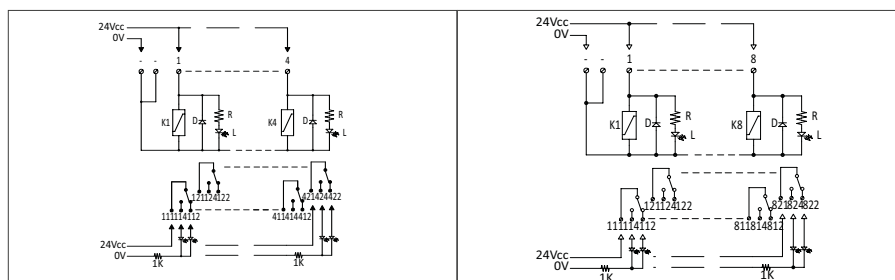 24Vcc
0V
- - 1 4
K1 D R L K4 D R L
121124122 421424422
111114112 411414412
24Vcc
0V
1K 1K
24Vcc
0V
- - 1 8
K1 D R L K8 D R L
121124122 821824822
111114112 811814812
24Vcc
0V
1K 1K